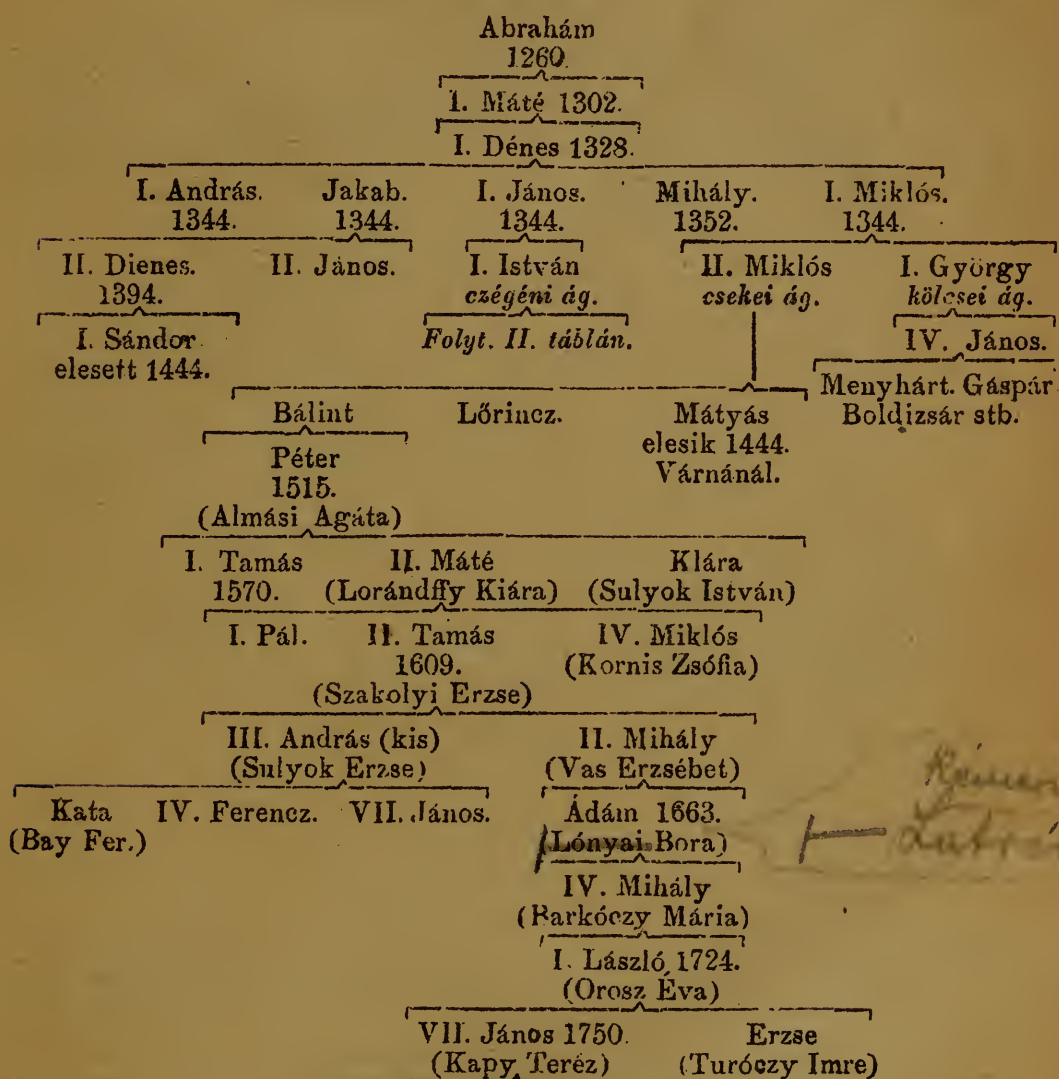 Abrahám
1260.
I. Máté 1302.
I. Dénes 1328.
I. András. Jakab. I. János. Mihály. I. Miklós.
1344. 1344. 1344. 1352. 1344.
II. Dienes. II. János. I. István II. Miklós I. György
1394. czégéni ág. csekei ág. kölcsei ág.
I. Sándor Folyt. II. táblán. IV. János.
elesett 1444. Menyhárt. Gáspár
Bálint Lőrincz. Mátyás Boldizsár stb.
Péter elesik 1444.
1515. Várnánál.
(Almási Agáta)
I. Tamás II. Máté Klára
1570. (Lorándffy Kiára) (Sulyok István)
I. Pál. II. Tamás IV. Miklós
1609. (Kornis Zsófia)
(Szakolyi Erzse)
III. András (kis) II. Mihály
(Sulyok Erzse) (Vas Erzsébet)
Kata IV. Ferencz. VII. János. Ádám 1663.
(Bay Fer.) (Lónyai Bora)
IV. Mihály
(Barkóczy Mária)
I. László 1724.
(Orosz Éva)
VII. János 1750. Erzse
(Kapy Teréz) (Turóczy Imre)